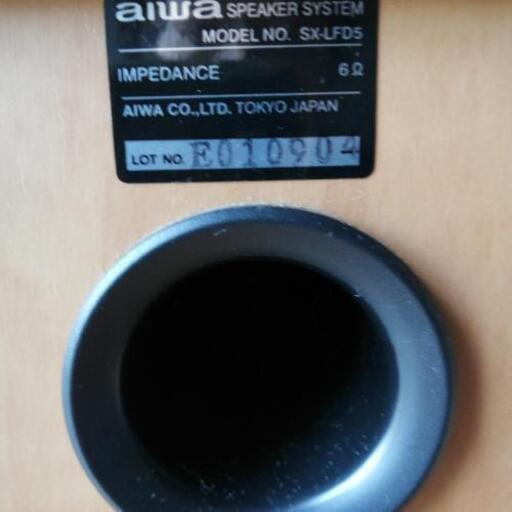 aiwa SPEAKER SYSTEM
MODEL NO. SX-LFD5
IMPEDANCE 6Ω
AIWA CO.,LTD. TOKYO JAPAN
LOT NO. E010904